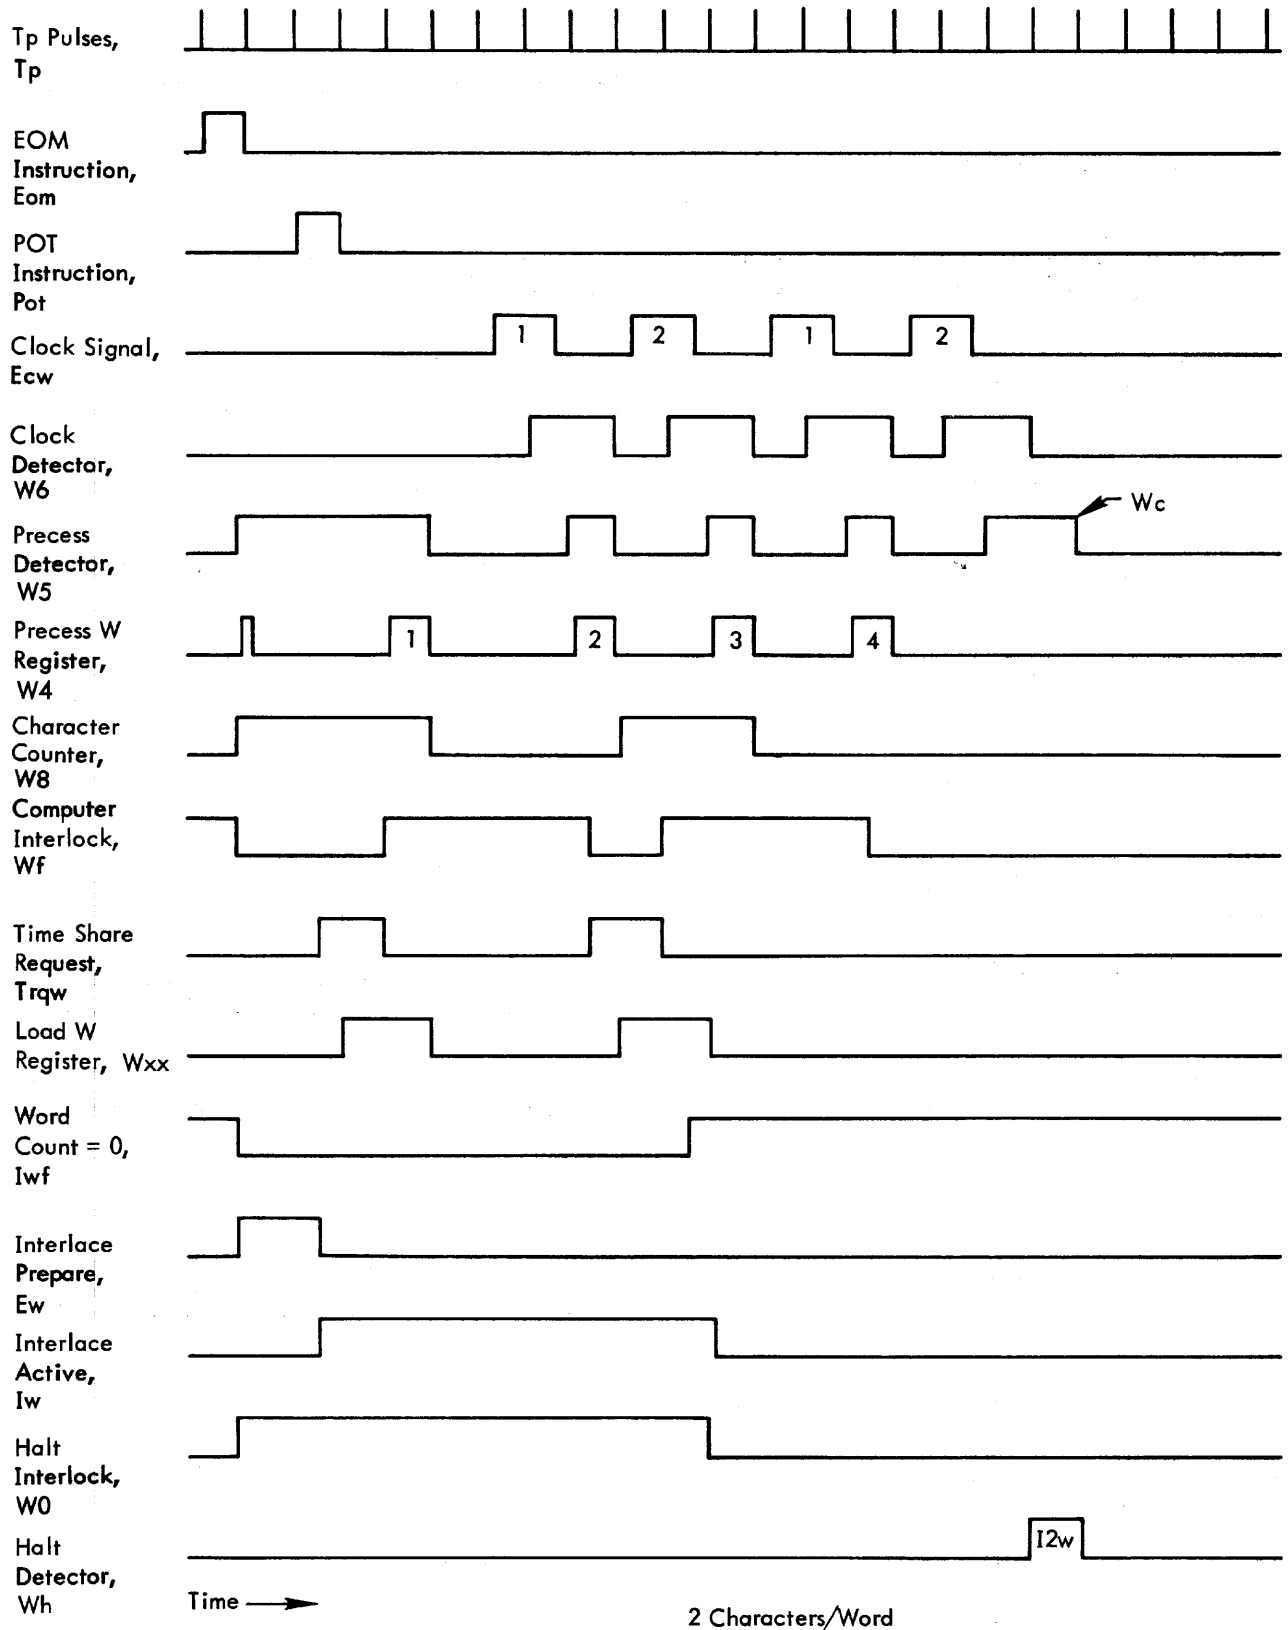 Tp Pulses,
Tp
EOM
Instruction,
Eom
POT
Instruction,
Pot
Clock Signal,
Ecw
1 2 1 2
Clock
Detector,
W6
Precess
Detector,
W5
Wc
Precess W
Register,
W4
1 2 3 4
Character
Counter,
W8
Computer
Interlock,
Wf
Time Share
Request,
Trqw
Load W
Register, Wxx
Word
Count = 0,
Iwf
Interlace
Prepare,
Ew
Interlace
Active,
Iw
Halt
Interlock,
W0
Halt
Detector,
Wh
I2w
Time
2 Characters/Word